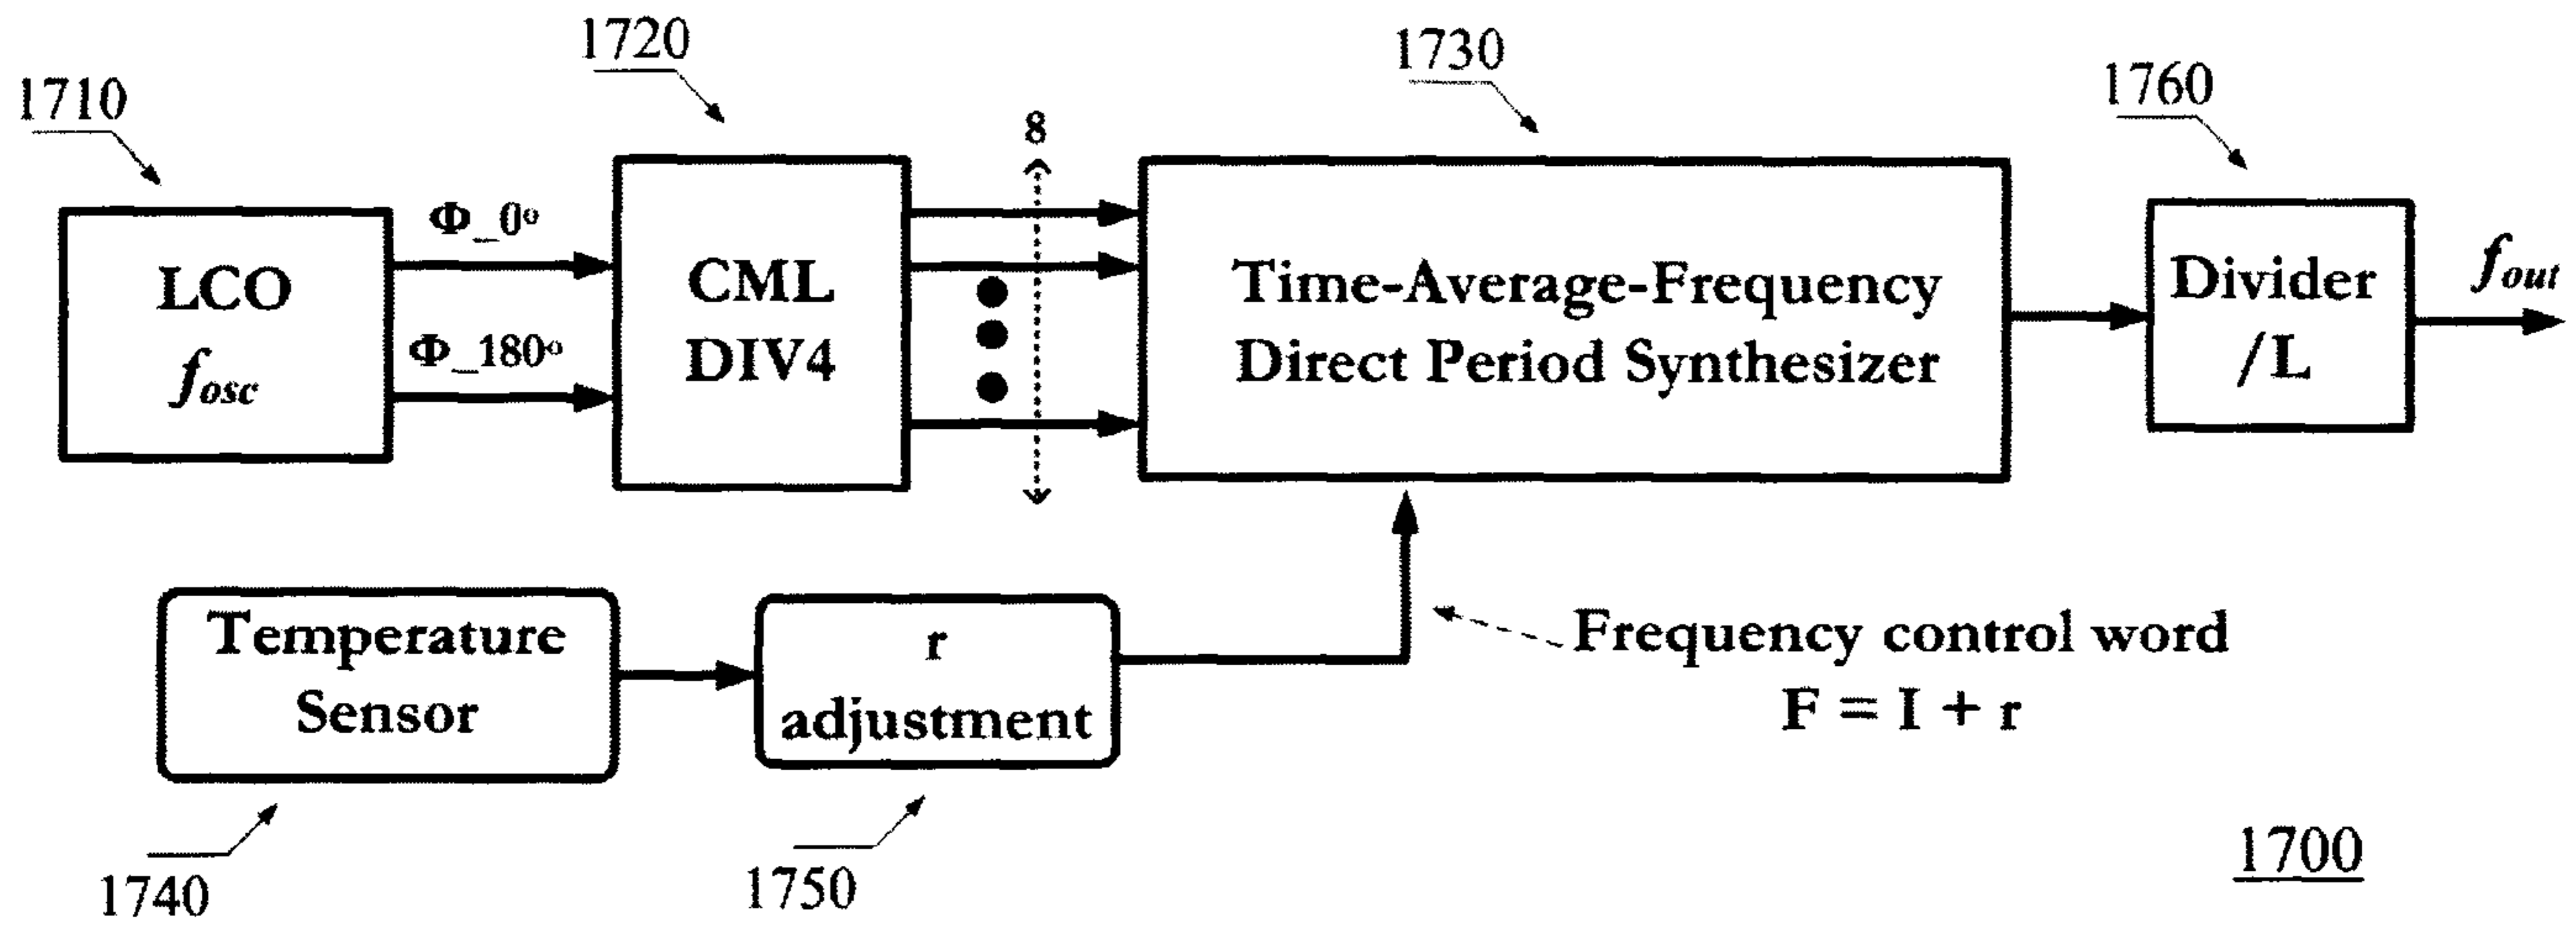 1710
1720
1730
1760
8
LCO
fosc
Φ_0°
Φ_180°
CML
DIV4
Time-Average-Frequency
Direct Period Synthesizer
Divider
/L
fout
Temperature
Sensor
r
adjustment
Frequency control word
F = I + r
1740
1750
1700